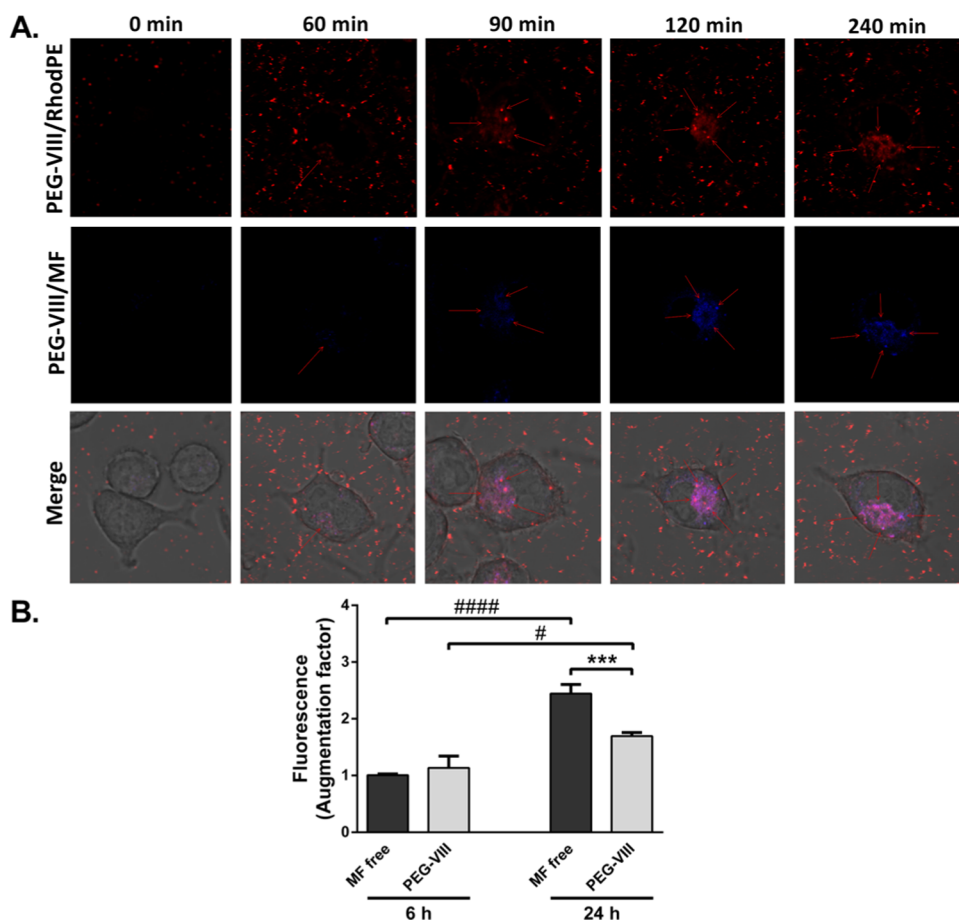 A.
0 min 60 min 90 min 120 min 240 min
PEG-VIII/RhodPE
PEG-VIII/MF
Merge
B.
Fluorescence
(Augmentation factor)
4
3
2
1
0
####
#
***
MF free PEG-VIII MF free PEG-VIII
6 h 24 h